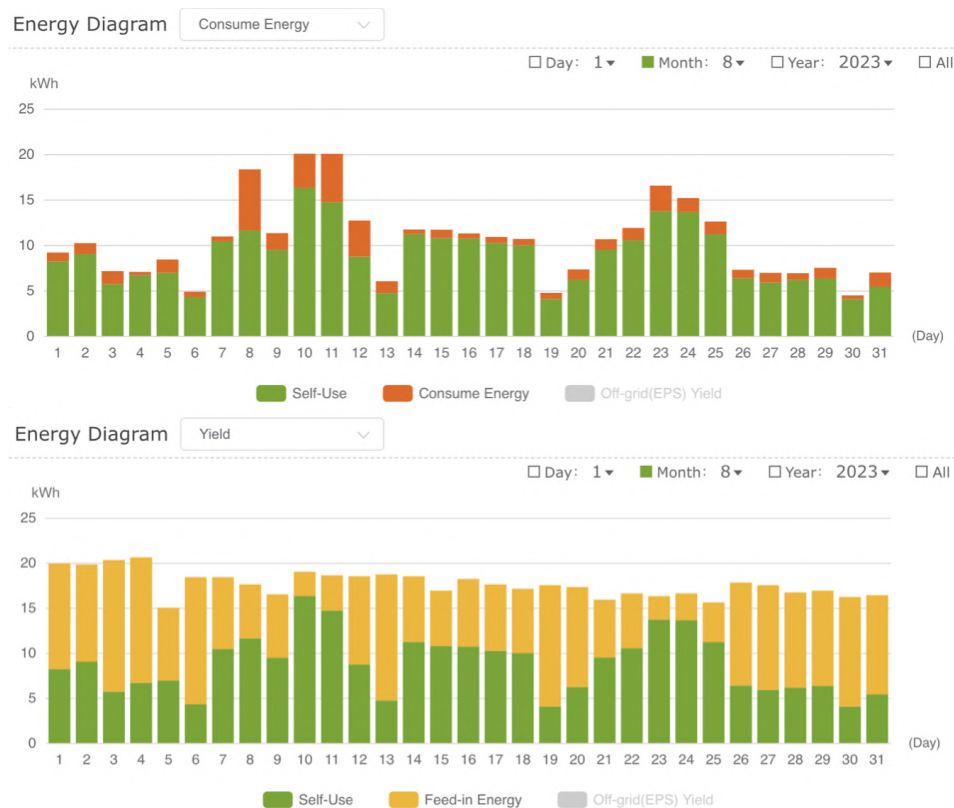 Energy Diagram Consume Energy
Day: 1 Month: 8 Year: 2023 All
kWh
25
20
15
10
5
0
1 2 3 4 5 6 7 8 9 10 11 12 13 14 15 16 17 18 19 20 21 22 23 24 25 26 27 28 29 30 31 (Day)
Self-Use Consume Energy Off-grid(EPS) Yield
Energy Diagram Yield
Day: 1 Month: 8 Year: 2023 All
kWh
25
20
15
10
5
0
1 2 3 4 5 6 7 8 9 10 11 12 13 14 15 16 17 18 19 20 21 22 23 24 25 26 27 28 29 30 31 (Day)
Self-Use Feed-in Energy Off-grid(EPS) Yield